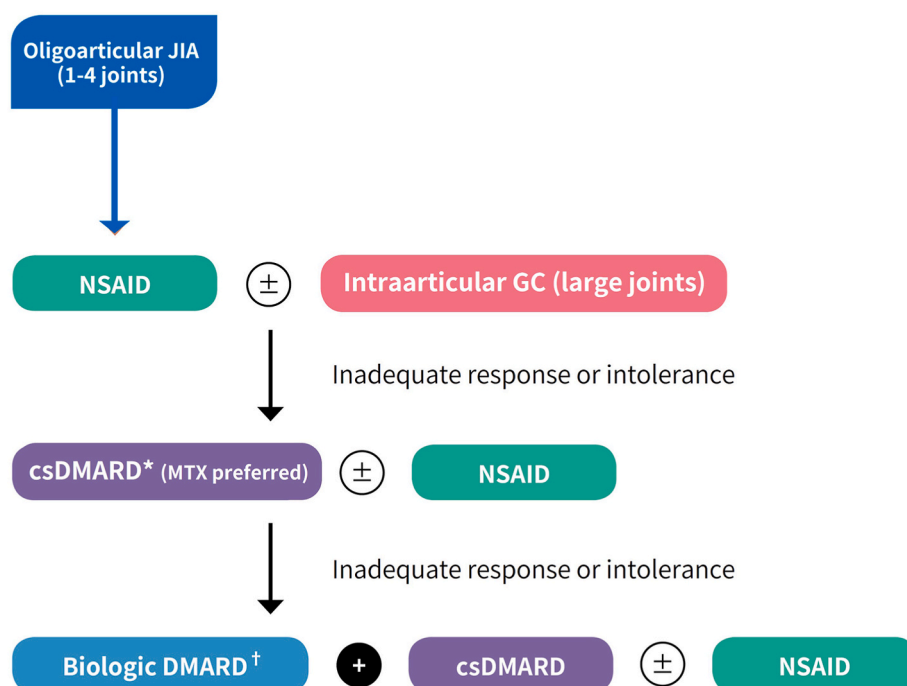 Oligoarticular JIA
(1-4 joints)
NSAID ± Intraarticular GC (large joints)
Inadequate response or intolerance
csDMARD* (MTX preferred) ± NSAID
Inadequate response or intolerance
Biologic DMARD† + csDMARD ± NSAID